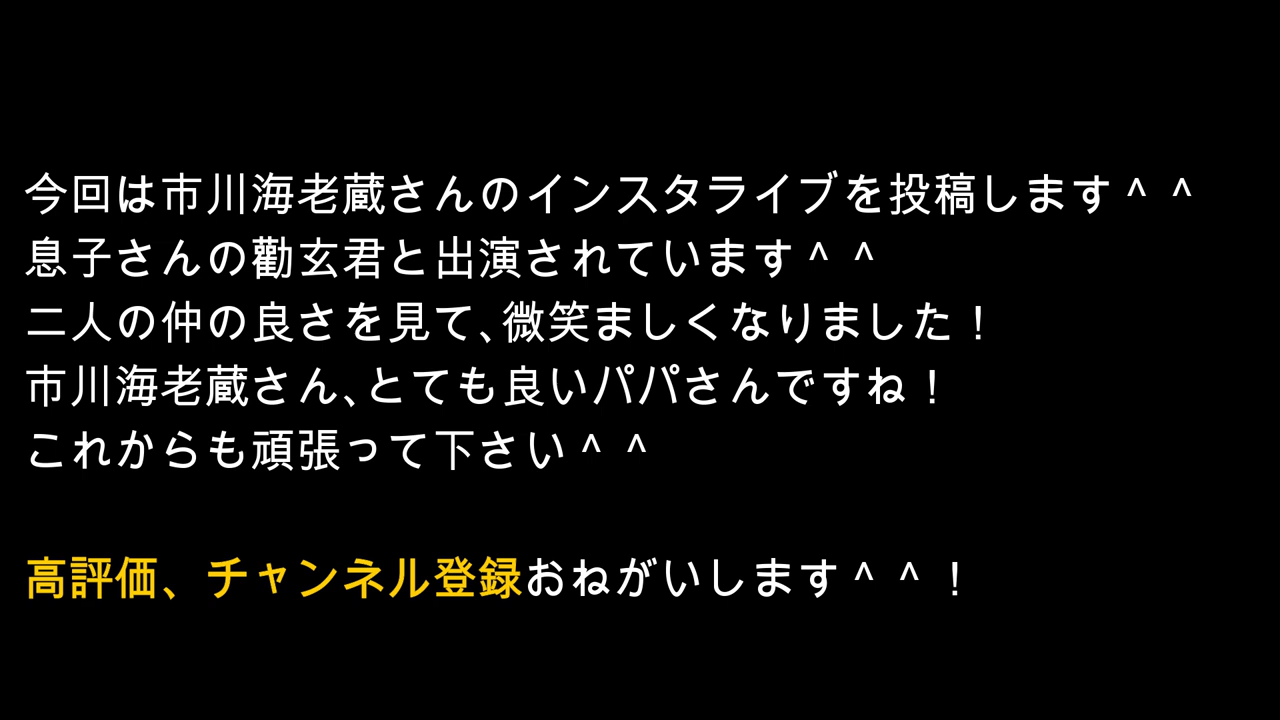 今回は市川海老蔵さんのインスタライブを投稿します＾＾
息子さんの勸玄君と出演されています＾＾
二人の仲の良さを見て､微笑ましくなりました！
市川海老蔵さん､とても良いパパさんですね！
これからも頑張って下さい＾＾
高評価、チャンネル登録おねがいします＾＾！